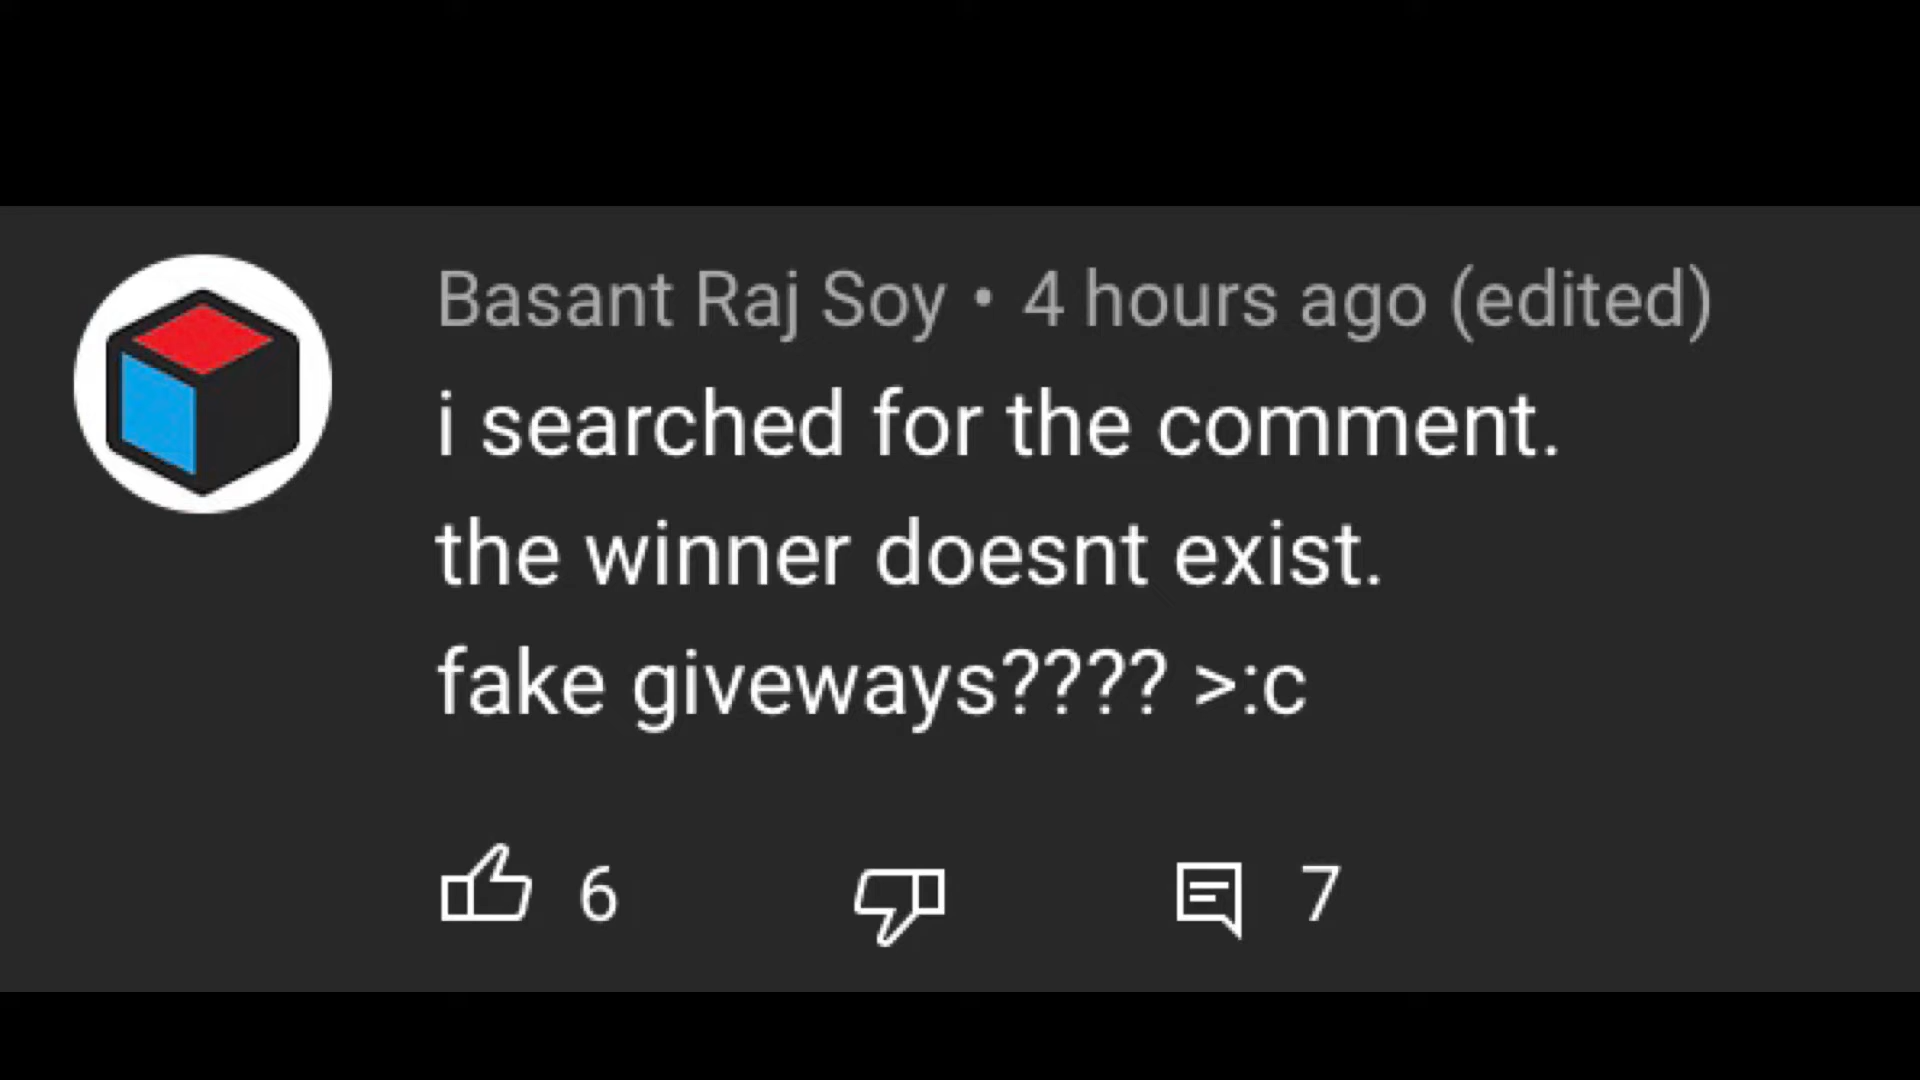 Basant Raj Soy • 4 hours ago (edited)
i searched for the comment.
the winner doesnt exist.
fake giveways???? >:c
6 7